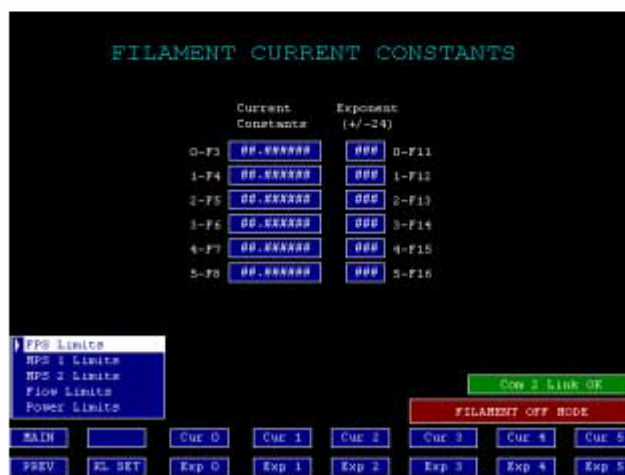 FILAMENT CURRENT CONSTANTS
Current Exponent
Constants (+/-24)
0-F3 ##.###### ### 0-F11
1-F4 ##.###### ### 1-F12
2-F5 ##.###### ### 2-F13
3-F6 ##.###### ### 3-F14
4-F7 ##.###### ### 4-F15
5-F8 ##.###### ### 5-F16
FPS Limits
MPS 1 Limits
MPS 2 Limits
Flow Limits
Power Limits
Com 2 Link OK
FILAMENT OFF MODE
MAIN Cur 0 Cur 1 Cur 2 Cur 3 Cur 4 Cur 5
PREV KL SET Exp 0 Exp 1 Exp 2 Exp 3 Exp 4 Exp 5